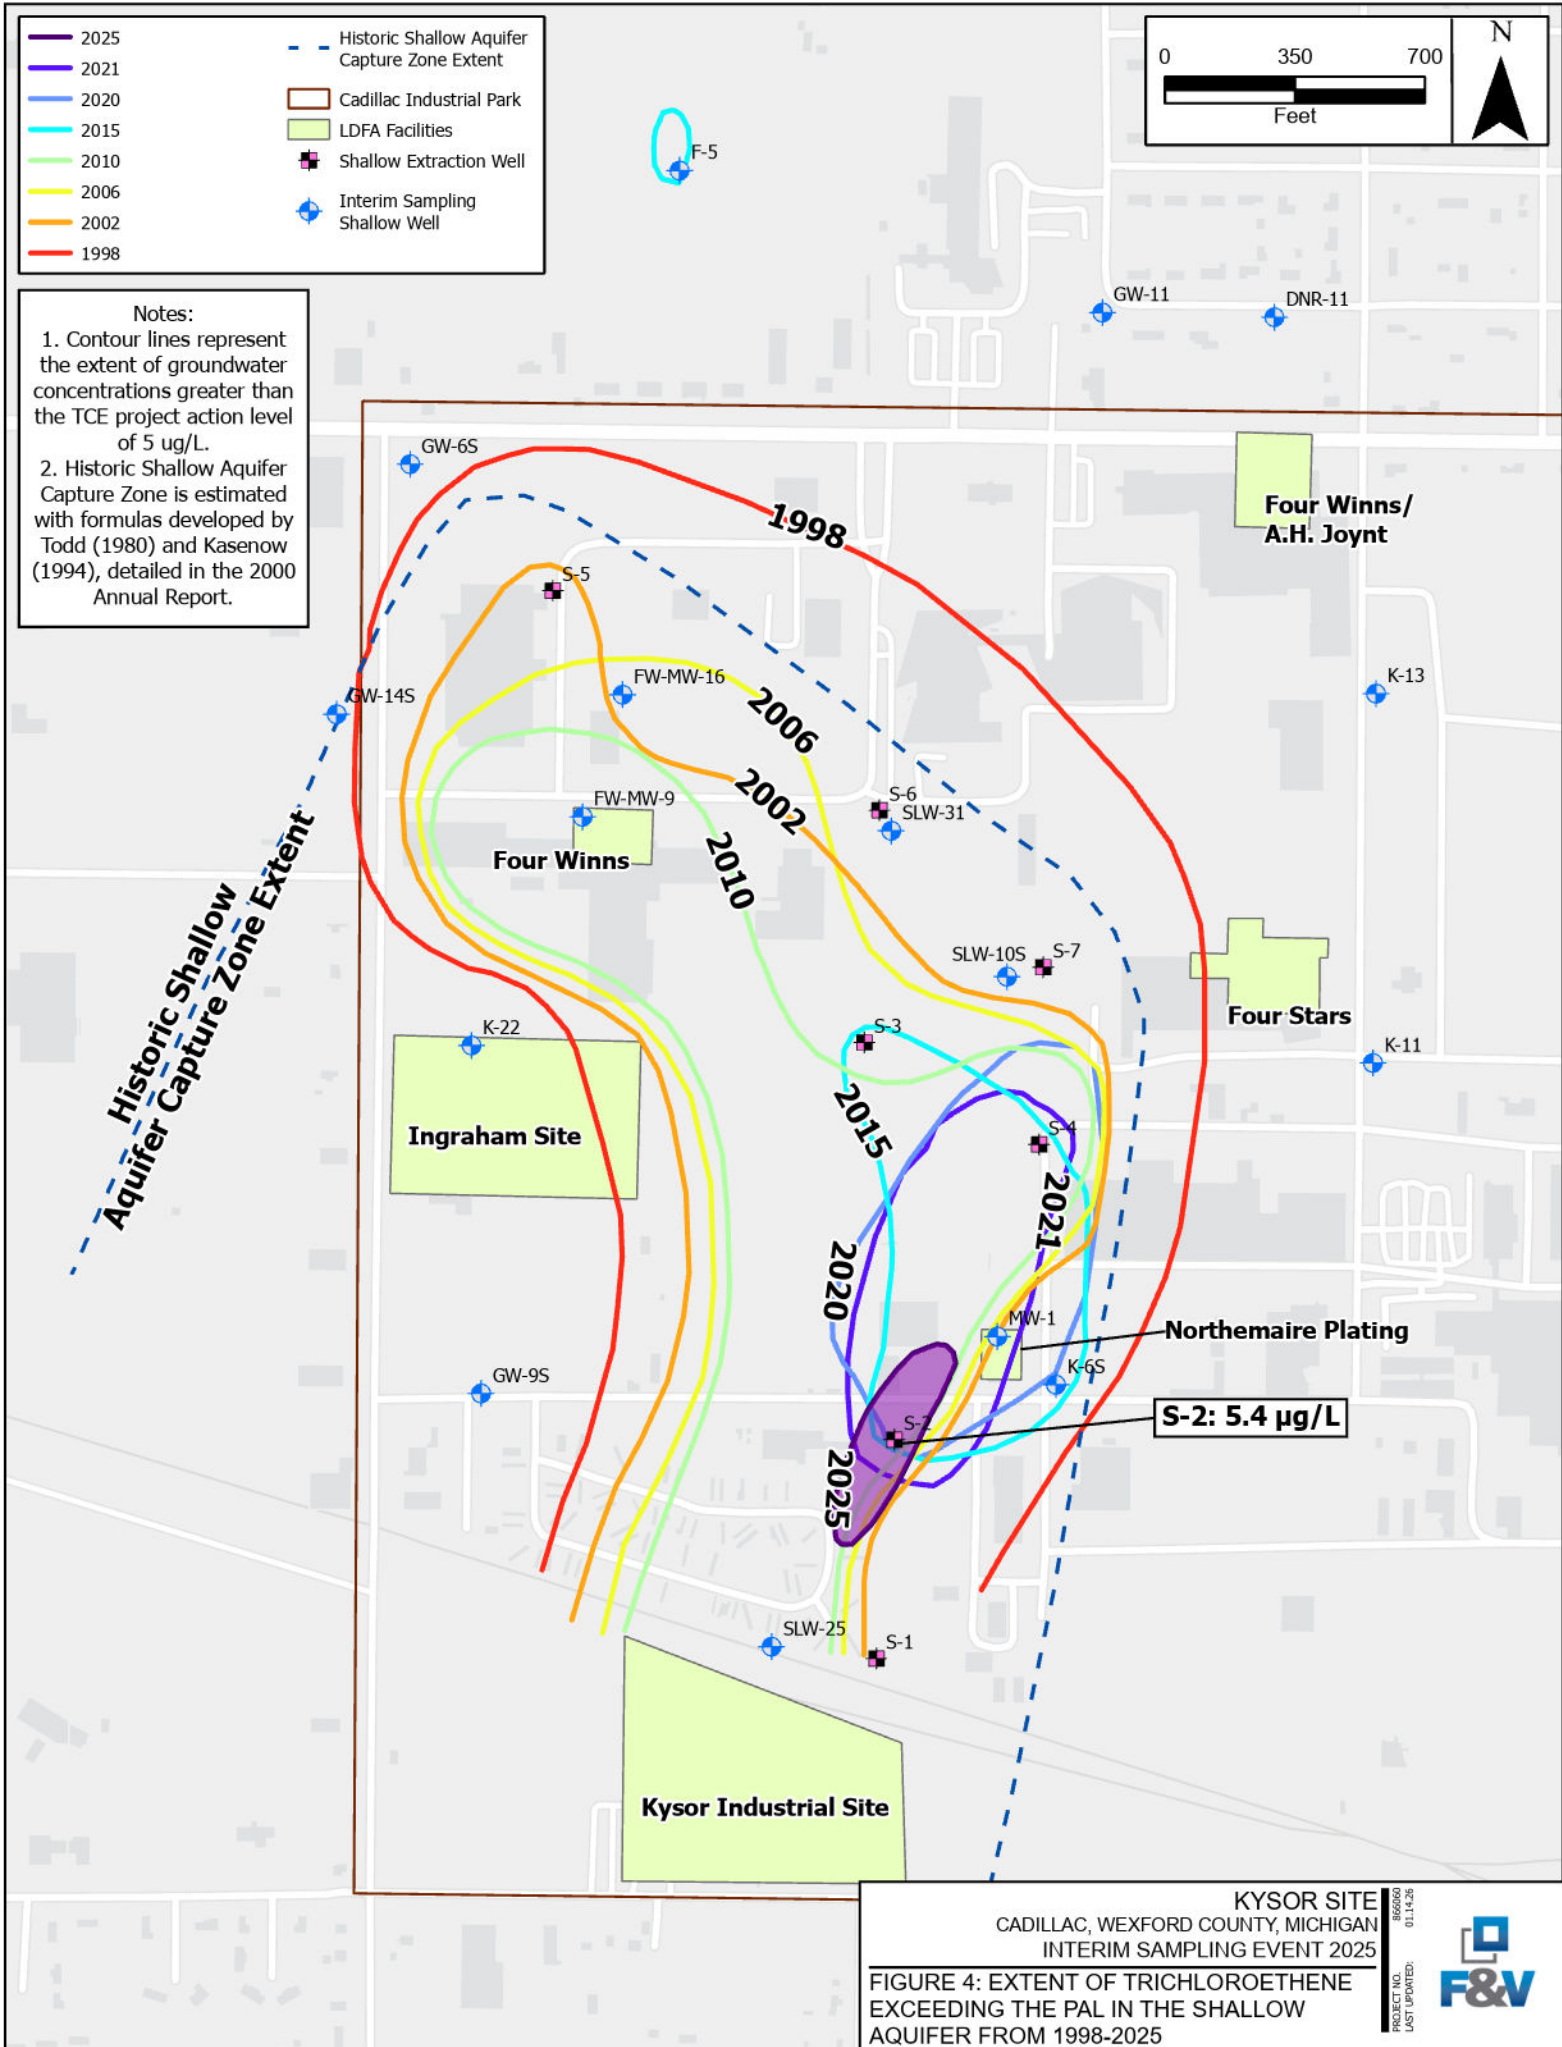 2025
2021
2020
2015
2010
2006
2002
1998
Historic Shallow Aquifer
Capture Zone Extent
Cadillac Industrial Park
LDFA Facilities
Shallow Extraction Well
Interim Sampling
Shallow Well
0 350 700
Feet
N
Notes:
1. Contour lines represent
the extent of groundwater
concentrations greater than
the TCE project action level
of 5 ug/L.
2. Historic Shallow Aquifer
Capture Zone is estimated
with formulas developed by
Todd (1980) and Kasenow
(1994), detailed in the 2000
Annual Report.
F-5
GW-11
DNR-11
GW-6S
1998
Four Winns/
A.H. Joynt
S-5
FW-MW-16
GW-14S
K-13
2006
2002
S-6
SLW-31
FW-MW-9
Four Winns
2010
Historic Shallow
Aquifer Capture Zone Extent
SLW-10S
S-7
Four Stars
K-22
S-3
K-11
2015
Ingraham Site
S-4
2021
2020
MW-1
Northemaire Plating
K-6S
GW-9S
S-2
S-2: 5.4 µg/L
2025
SLW-25
S-1
Kysor Industrial Site
KYSOR SITE
CADILLAC, WEXFORD COUNTY, MICHIGAN
INTERIM SAMPLING EVENT 2025
FIGURE 4: EXTENT OF TRICHLOROETHENE
EXCEEDING THE PAL IN THE SHALLOW
AQUIFER FROM 1998-2025
PROJECT NO. 866060
LAST UPDATED: 01.14.26
F&V